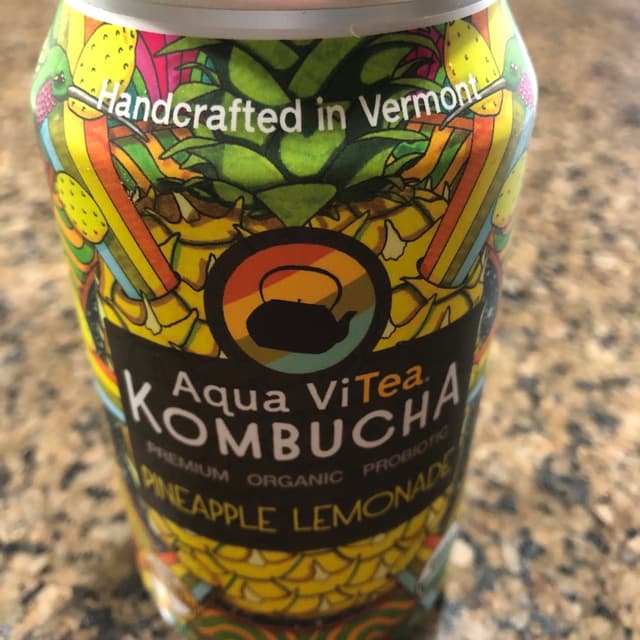 Handcrafted in Vermont
Aqua ViTea
KOMBUCHA
PREMIUM ORGANIC PROBIOTIC
PINEAPPLE LEMONADE